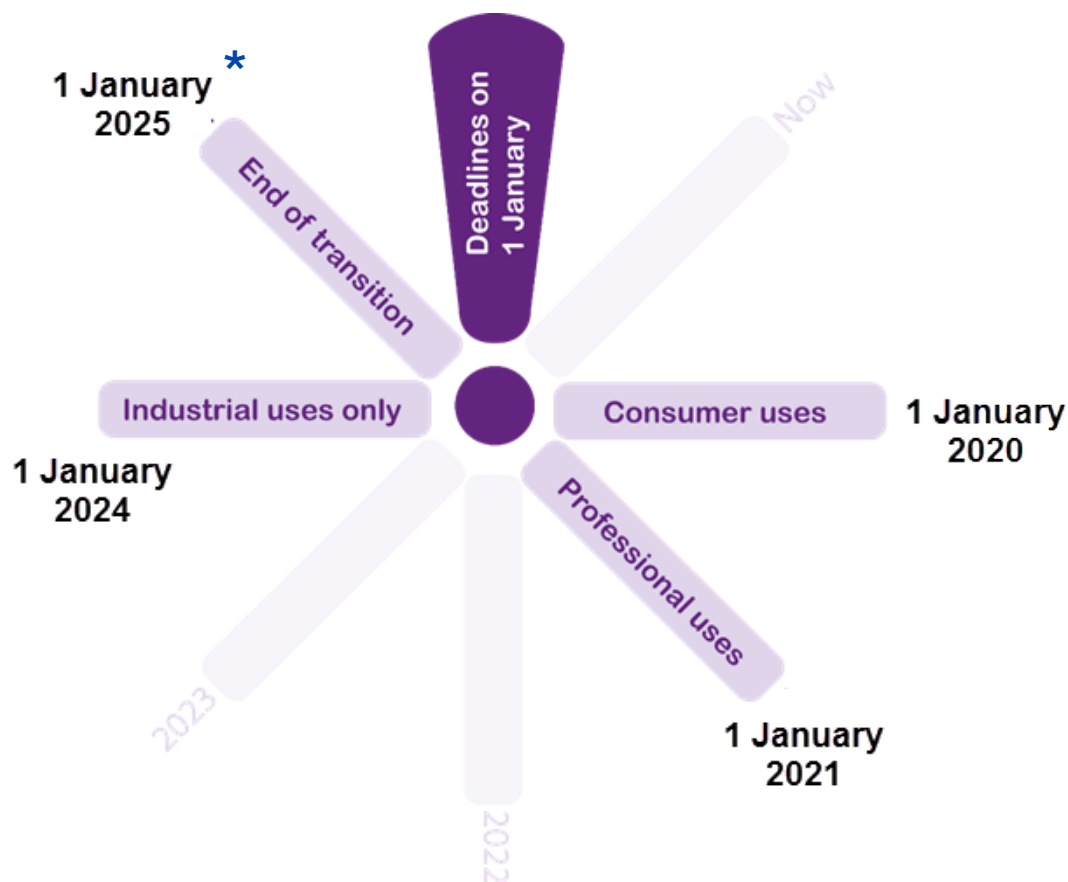 Deadlines on
1 January
Now
Consumer uses
1 January
2020
Professional uses
1 January
2021
2022
2023
Industrial uses only
1 January
2024
End of transition
1 January *
2025